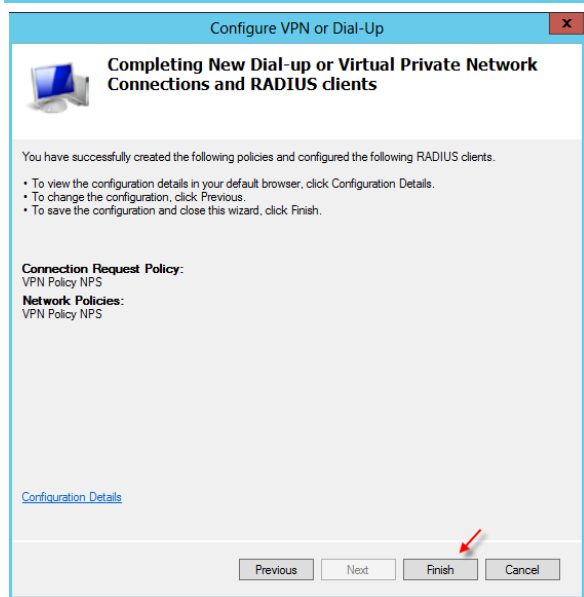 Configure VPN or Dial-Up
x
Completing New Dial-up or Virtual Private Network
Connections and RADIUS clients
You have successfully created the following policies and configured the following RADIUS clients.
• To view the configuration details in your default browser, click Configuration Details.
• To change the configuration, click Previous.
• To save the configuration and close this wizard, click Finish.
Connection Request Policy:
VPN Policy NPS
Network Policies:
VPN Policy NPS
Configuration Details
Previous Next Finish Cancel